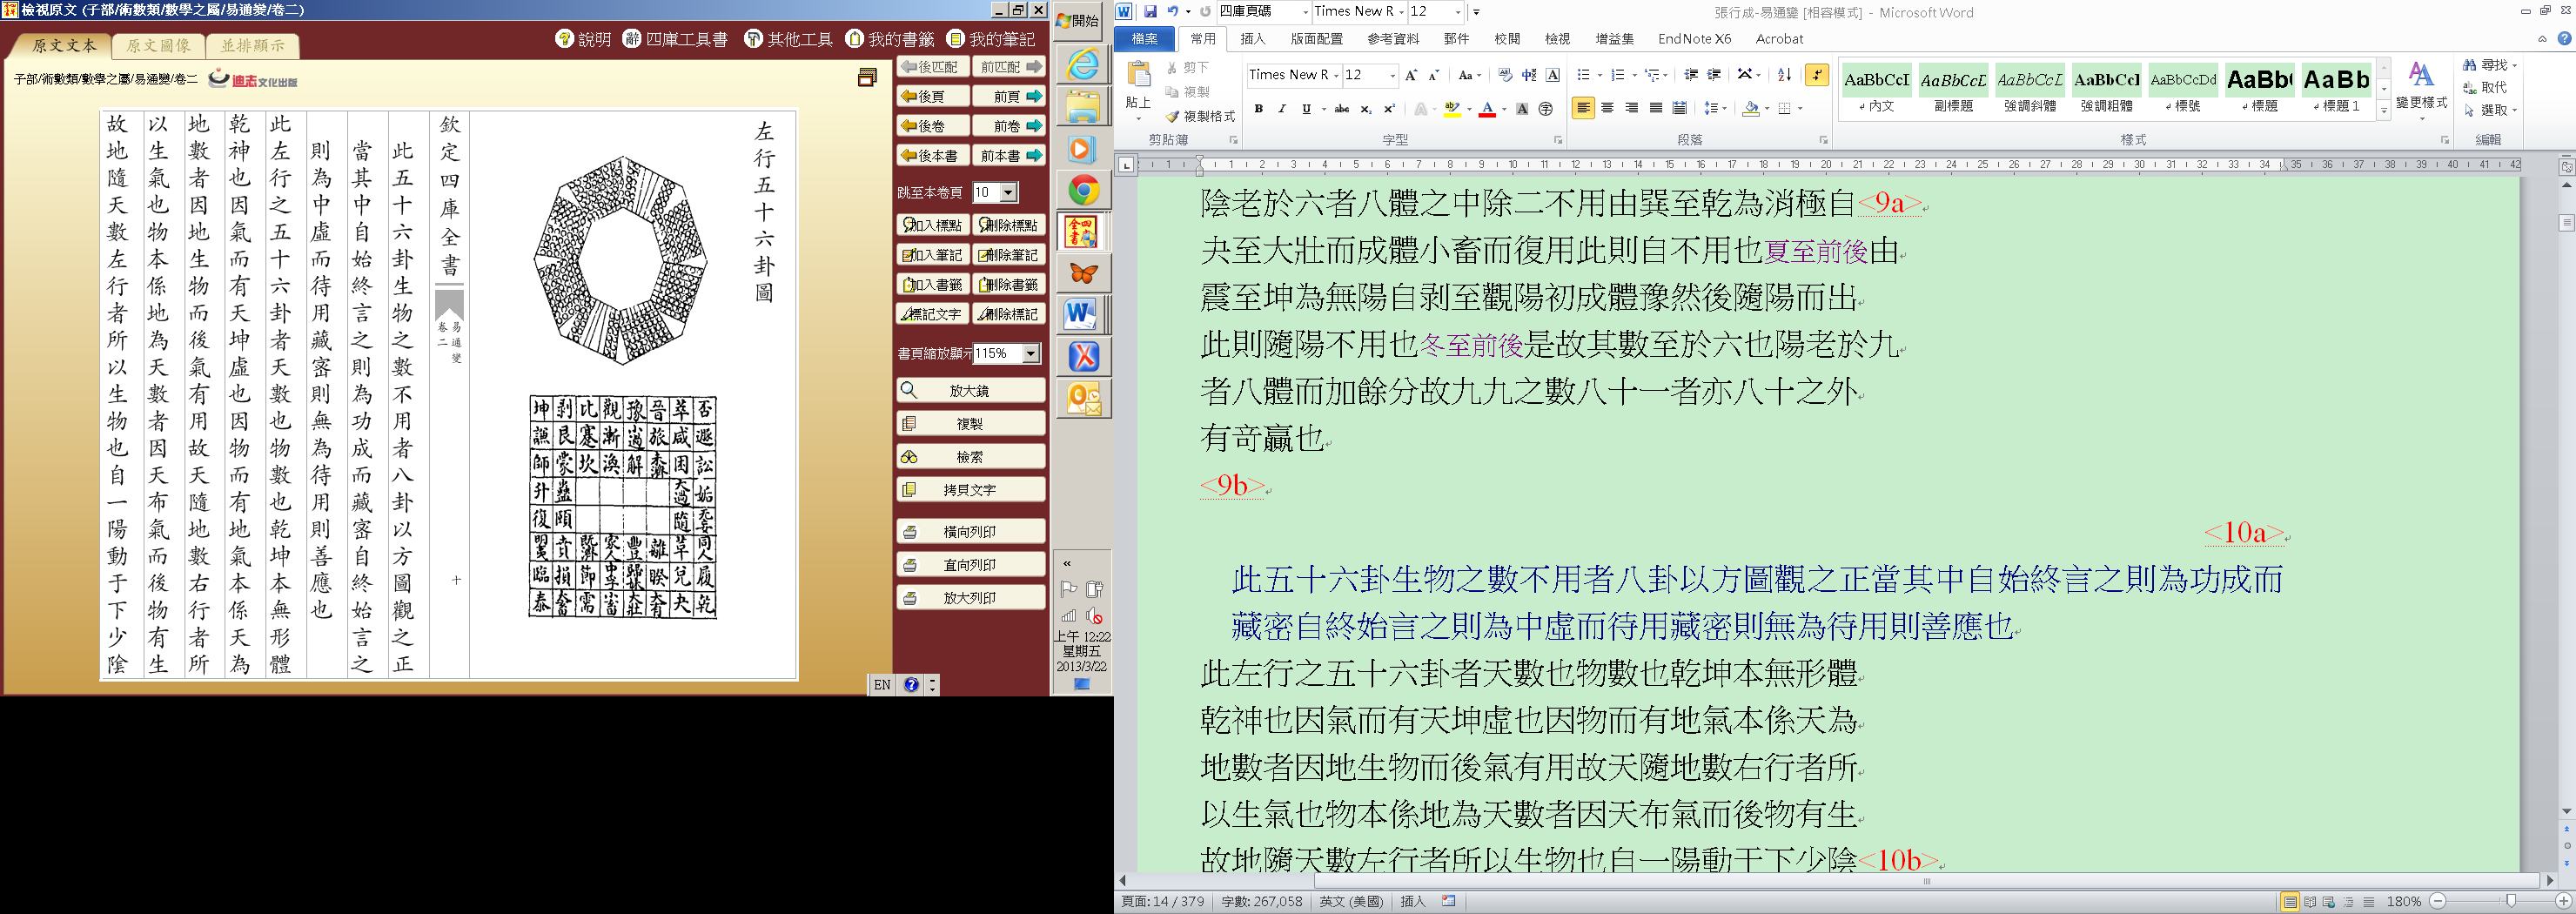 檢視原文 (子部/術數類/數學之屬/易通變/卷二)
原文文本
原文圖像
並排顯示
說明
四庫工具書
其他工具
我的書籤
我的筆記
子部/術數類/數學之屬/易通變/卷二
迪志文化出版
左行五十六卦圖
否 萃 晉 豫 觀 比 剥 坤
遯 咸 旅 小過 漸 蹇 艮 謙
訟 困 未濟 解 渙 坎 蒙 師
姤 大過 蠱 升
无妄 隨 頤 復
同人 革 離 豐 家人 既濟 賁 明夷
履 兌 睽 歸妹 中孚 節 損 臨
乾 夬 大有 大壯 小畜 需 大畜 泰
欽定四庫全書
易通變
卷二
十
此五十六卦生物之數不用者八卦以方圖觀之正
當其中自始終言之則為功成而藏密自終始言之
則為中虛而待用藏密則無為待用則善應也
此左行之五十六卦者天數也物數也乾坤本無形體
乾神也因氣而有天坤虛也因物而有地氣本係天為
地數者因地生物而後氣有用故天隨地數右行者所
以生氣也物本係地為天數者因天布氣而後物有生
故地隨天數左行者所以生物也自一陽動于下少陰
後匹配
前匹配
後頁
前頁
後卷
前卷
後本書
前本書
跳至本卷頁
10
加入標點
刪除標點
加入筆記
刪除筆記
加入書籤
刪除書籤
標記文字
刪除標記
書頁縮放顯示
115%
放大鏡
複製
檢索
拷貝文字
橫向列印
直向列印
放大列印
EN
開始
上午 12:22
星期五
2013/3/22
四庫頁碼
Times New R
12
張行成-易通變 [相容模式] - Microsoft Word
檔案
常用
插入
版面配置
參考資料
郵件
校閱
檢視
增益集
EndNote X6
Acrobat
貼上
剪下
複製
複製格式
剪貼簿
Times New R
12
字型
段落
AaBbCcI
內文
AaBbCcD
副標題
AaBbCcD
強調斜體
AaBbCcI
強調粗體
AaBbCcDd
標號
AaBb(
標題
AaBb
標題 1
變更樣式
樣式
尋找
取代
選取
編輯
陰老於六者八體之中除二不用由巽至乾為消極自<9a>
夬至大壯而成體小畜而復用此則自不用也夏至前後由
震至坤為無陽自剥至觀陽初成體豫然後隨陽而出
此則隨陽不用也冬至前後是故其數至於六也陽老於九
者八體而加餘分故九九之數八十一者亦八十之外
有奇贏也
<9b>
<10a>
此五十六卦生物之數不用者八卦以方圖觀之正當其中自始終言之則為功成而
藏密自終始言之則為中虛而待用藏密則無為待用則善應也
此左行之五十六卦者天數也物數也乾坤本無形體
乾神也因氣而有天坤虛也因物而有地氣本係天為
地數者因地生物而後氣有用故天隨地數右行者所
以生氣也物本係地為天數者因天布氣而後物有生
故地隨天數左行者所以生物也自一陽動于下少陰<10b>
頁面: 14 / 379
字數: 267,058
英文 (美國)
插入
180%